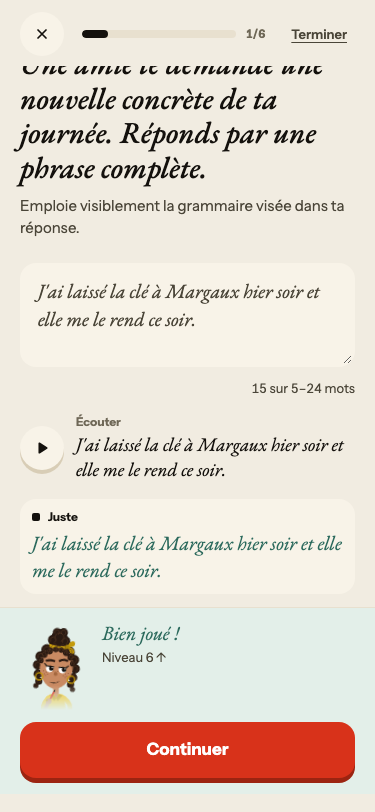 1/6
Terminer
Une amie te demande une
nouvelle concrète de ta
journée. Réponds par une
phrase complète.
Emploie visiblement la grammaire visée dans ta
réponse.
J'ai laissé la clé à Margaux hier soir et
elle me le rend ce soir.
15 sur 5–24 mots
Écouter
J'ai laissé la clé à Margaux hier soir et
elle me le rend ce soir.
Juste
J'ai laissé la clé à Margaux hier soir et elle
me le rend ce soir.
Bien joué !
Niveau 6 ↑
Continuer